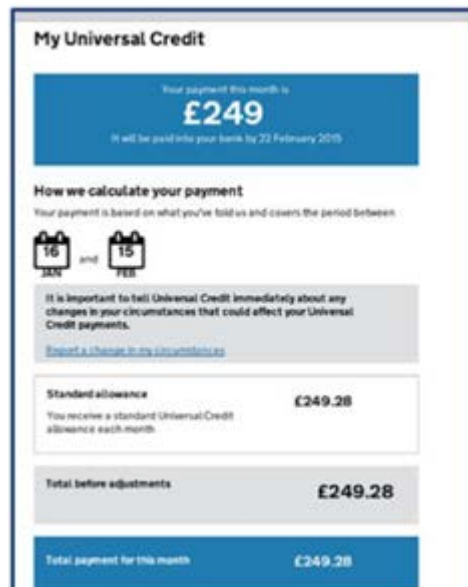 My Universal Credit
Your payment this month is
£249
It will be paid into your bank by 22 February 2015
How we calculate your payment
Your payment is based on what you've told us and covers the period between
16 JAN and 15 FEB
It is important to tell Universal Credit immediately about any
changes in your circumstances that could affect your Universal
Credit payments.
Report a change in my circumstances
Standard allowance £249.28
You receive a standard Universal Credit
allowance each month
Total before adjustments £249.28
Total payment for this month £249.28